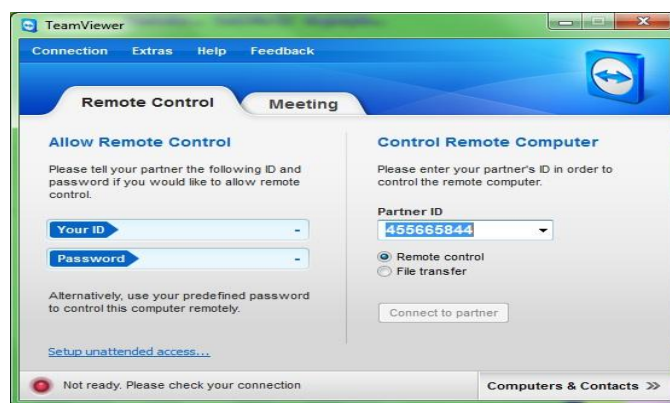 TeamViewer
Connection Extras Help Feedback
Remote Control Meeting
Allow Remote Control
Please tell your partner the following ID and
password if you would like to allow remote
control.
Your ID -
Password -
Alternatively, use your predefined password
to control this computer remotely.
Setup unattended access...
Control Remote Computer
Please enter your partner's ID in order to
control the remote computer.
Partner ID
455665844
Remote control
File transfer
Connect to partner
Not ready. Please check your connection
Computers & Contacts >>